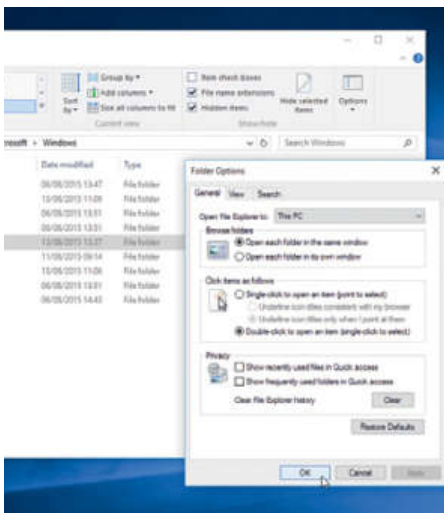 Group by
Add columns
Size all columns to fit
Sort by
Current view
Item check boxes
File name extensions
Hidden items
Hide selected items
Options
Show/hide
Windows
Search Windows
Date modified Type
06/08/2015 13:47 File folder
13/08/2015 11:09 File folder
06/08/2015 13:51 File folder
06/08/2015 13:51 File folder
13/08/2015 13:27 File folder
11/08/2015 09:14 File folder
13/08/2015 11:06 File folder
06/08/2015 13:51 File folder
06/08/2015 14:43 File folder
Folder Options
General View Search
Open File Explorer to: This PC
Browse folders
Open each folder in the same window
Open each folder in its own window
Click items as follows
Single-click to open an item (point to select)
Underline icon titles consistent with my browser
Underline icon titles only when I point at them
Double-click to open an item (single-click to select)
Privacy
Show recently used files in Quick access
Show frequently used folders in Quick access
Clear File Explorer history Clear
Restore Defaults
OK Cancel Apply